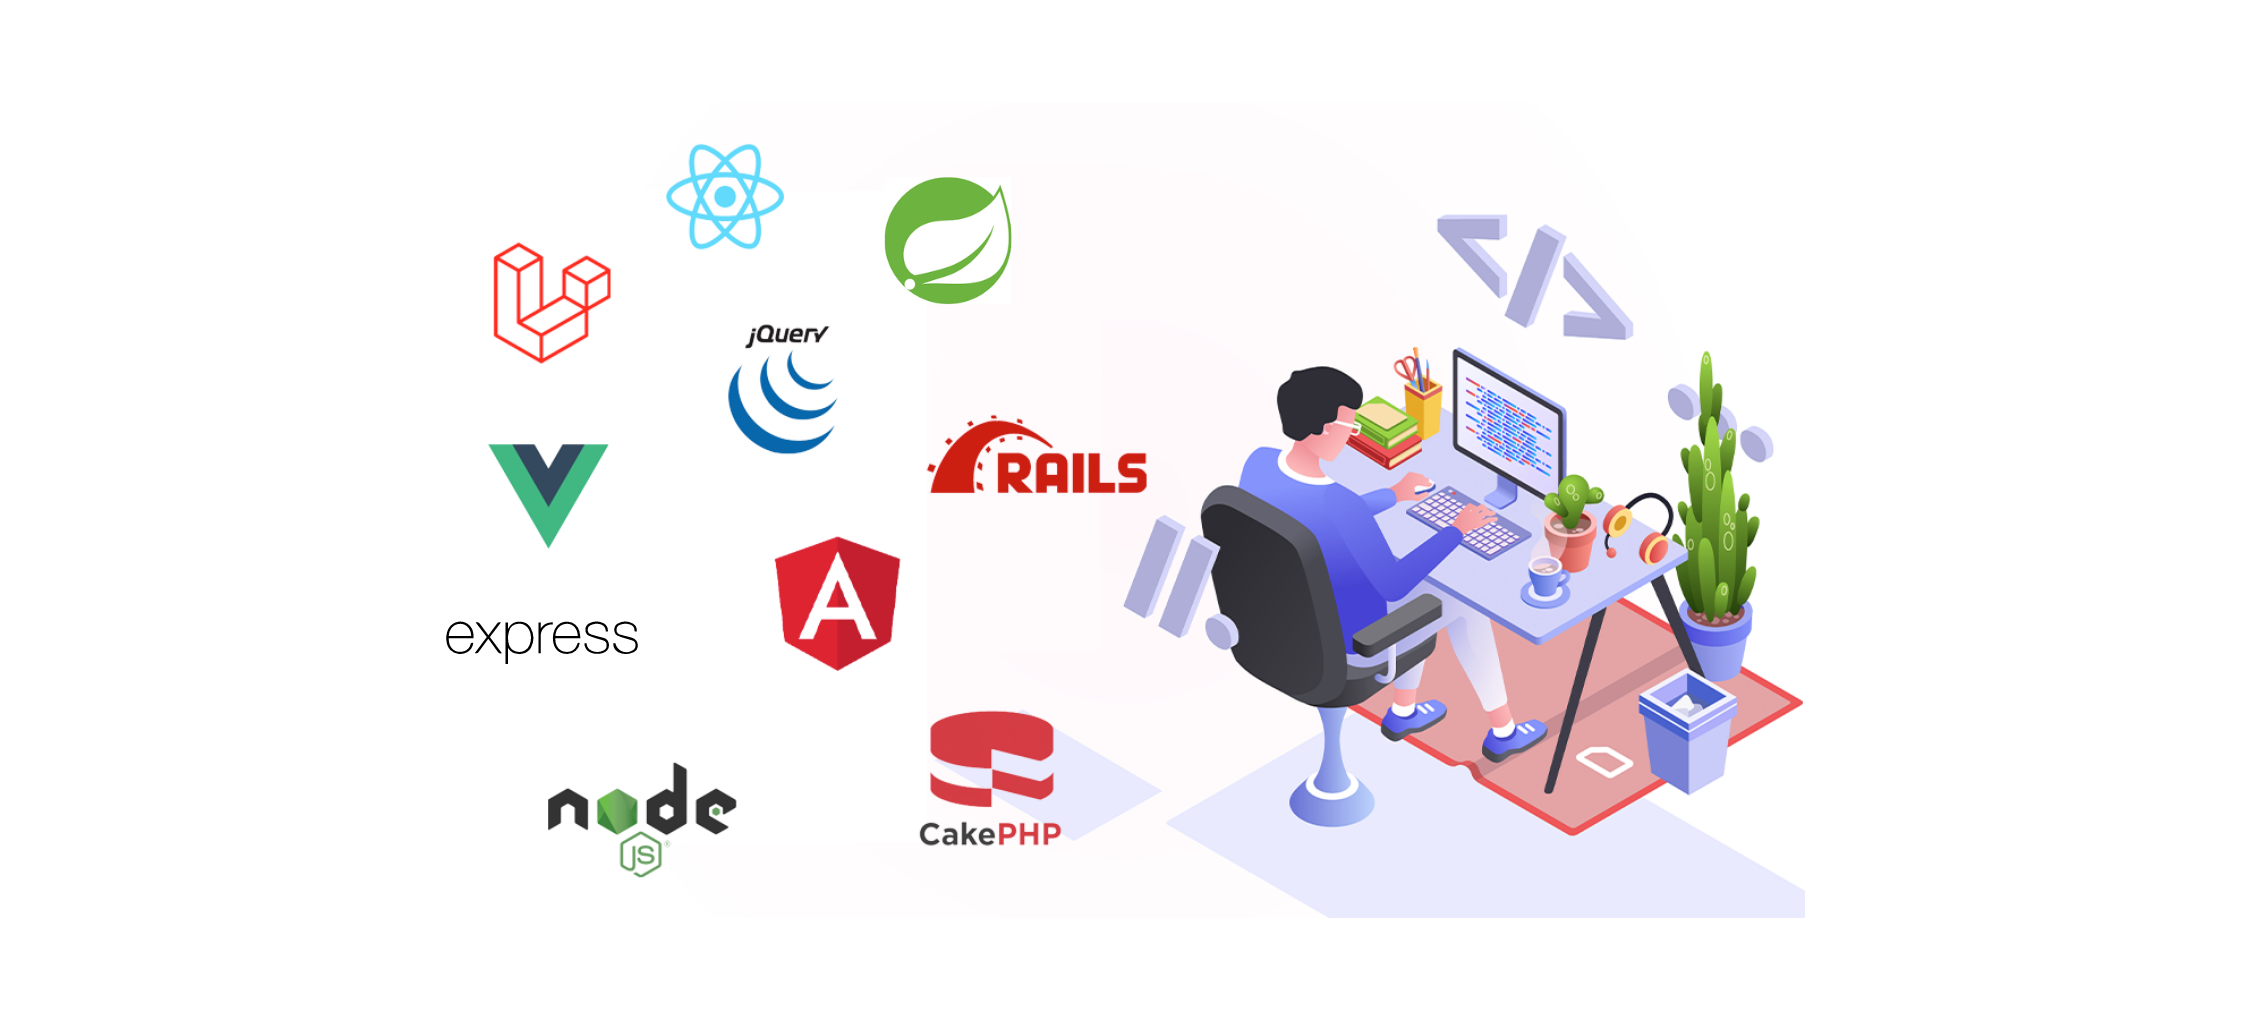 jQuery
RAILS
A
express
node
JS
CakePHP
</>